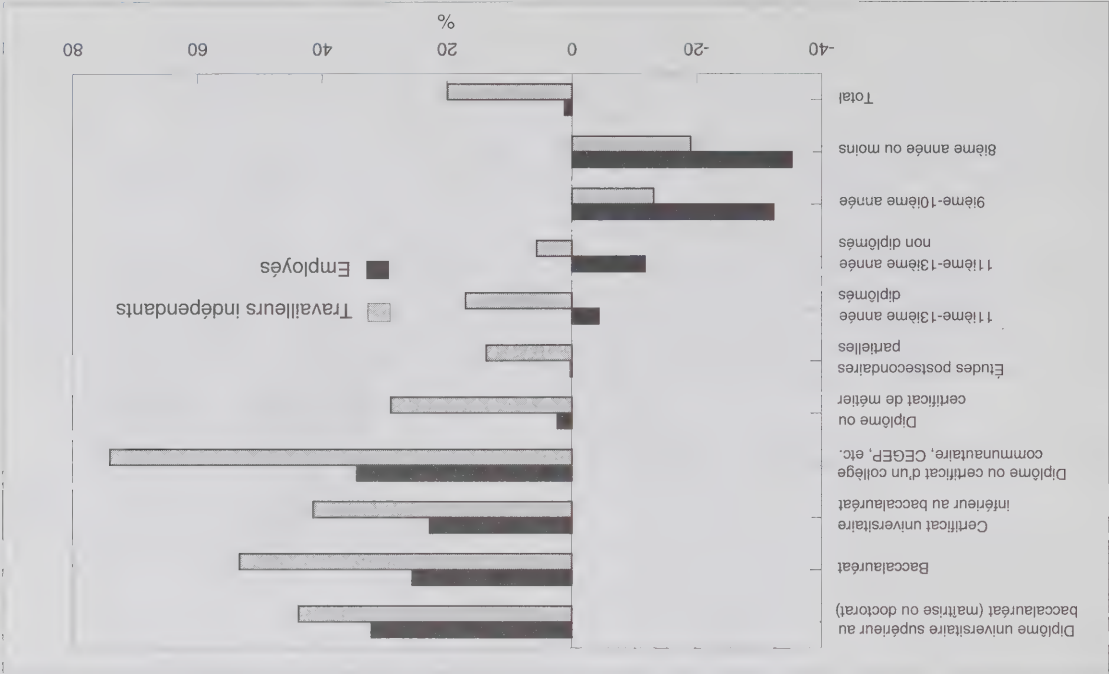 Diplôme universitaire supérieur au
baccalauréat (maîtrise ou doctorat)
Baccalauréat
Certificat universitaire
inférieur au baccalauréat
Diplôme ou certificat d'un collège
communautaire, CEGEP, etc.
Diplôme ou
certificat de métier
Études postsecondaires
partielles
11ième-13ième année
diplômés
11ième-13ième année
non diplômés
9ième-10ième année
8ième année ou moins
Total
Travailleurs indépendants
Employés
-40 -20 0 20 40 60 80
%